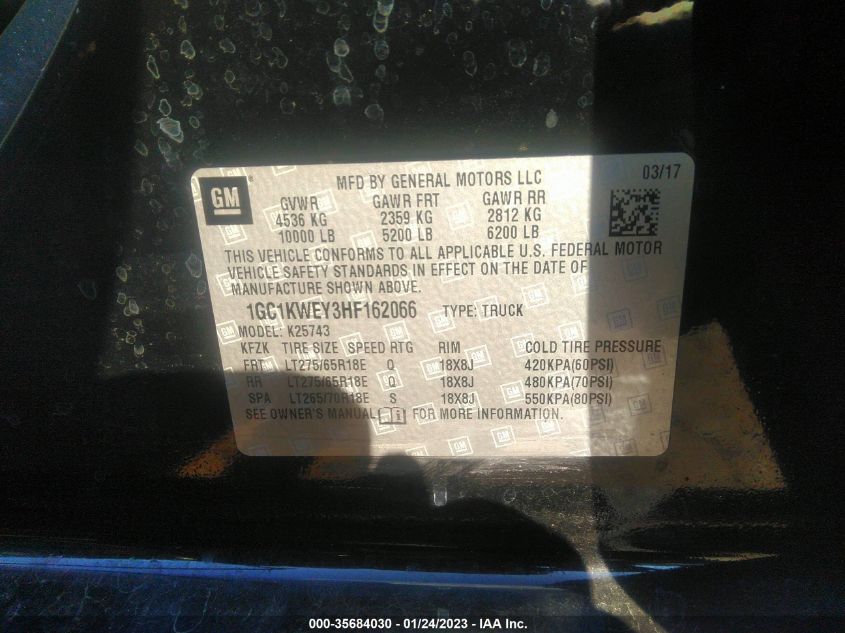 GM®
MFD BY GENERAL MOTORS LLC
03/17
GVWR GAWR FRT GAWR RR
4536 KG 2359 KG 2812 KG
10000 LB 5200 LB 6200 LB
THIS VEHICLE CONFORMS TO ALL APPLICABLE U.S. FEDERAL MOTOR
VEHICLE SAFETY STANDARDS IN EFFECT ON THE DATE OF
MANUFACTURE SHOWN ABOVE.
1GC1KWEY3HF162066 TYPE: TRUCK
MODEL: K25743
KFZK TIRE SIZE SPEED RTG RIM COLD TIRE PRESSURE
FRT LT275/65R18E Q 18X8J 420KPA(60PSI)
RR LT275/65R18E Q 18X8J 480KPA(70PSI)
SPA LT265/70R18E S 18X8J 550KPA(80PSI)
SEE OWNER'S MANUAL FOR MORE INFORMATION.
000-35684030 - 01/24/2023 - IAA Inc.